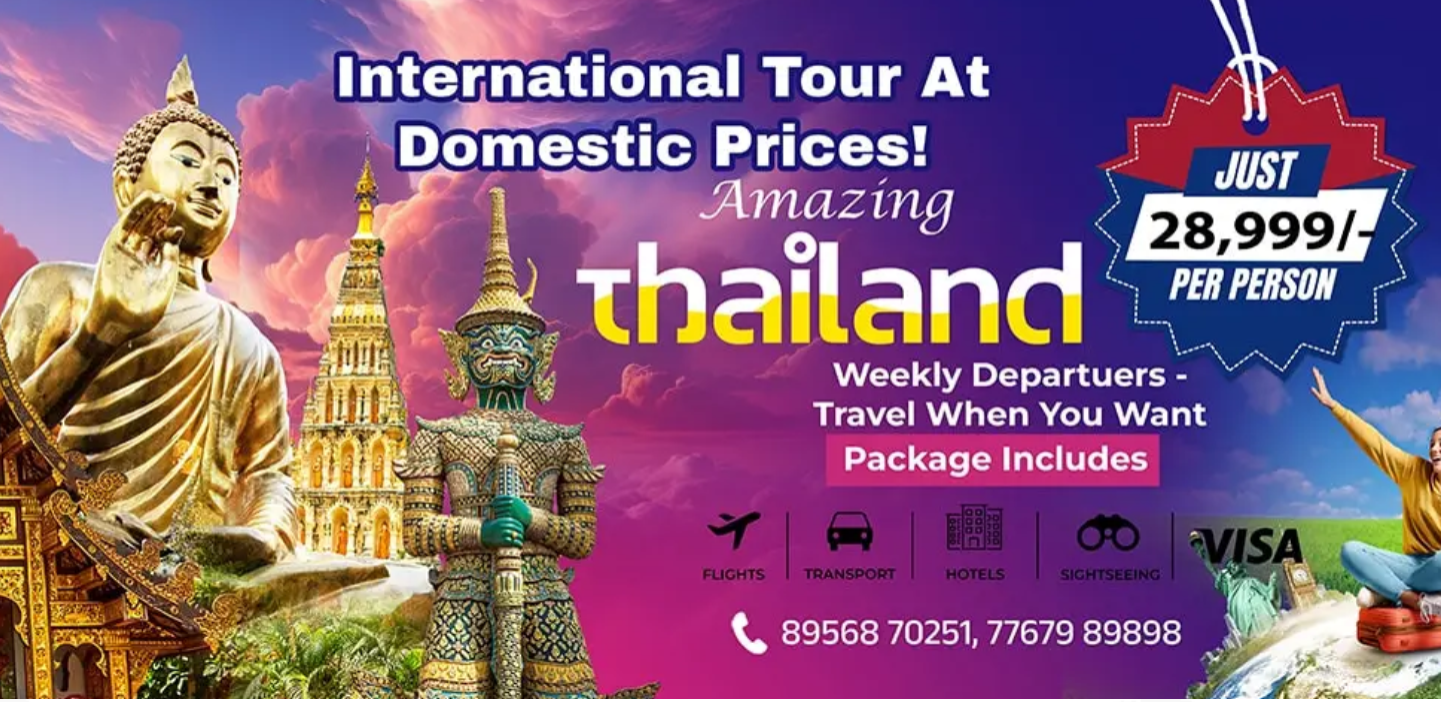 International Tour At
Domestic Prices!
Amazing
Thailand
Weekly Departuers -
Travel When You Want
Package Includes
FLIGHTS
TRANSPORT
HOTELS
SIGHTSEEING
VISA
89568 70251, 77679 89898
JUST
28,999/-
PER PERSON